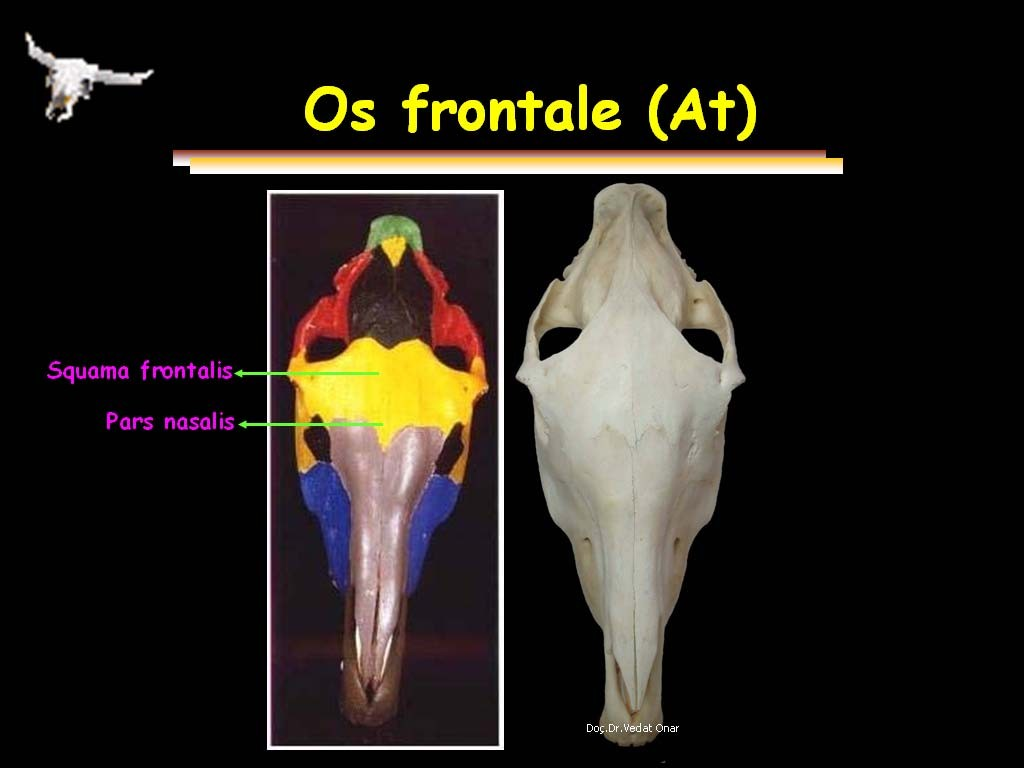 Os frontale (At)
Squama frontalis
Pars nasalis
Doç.Dr.Vedat Onar